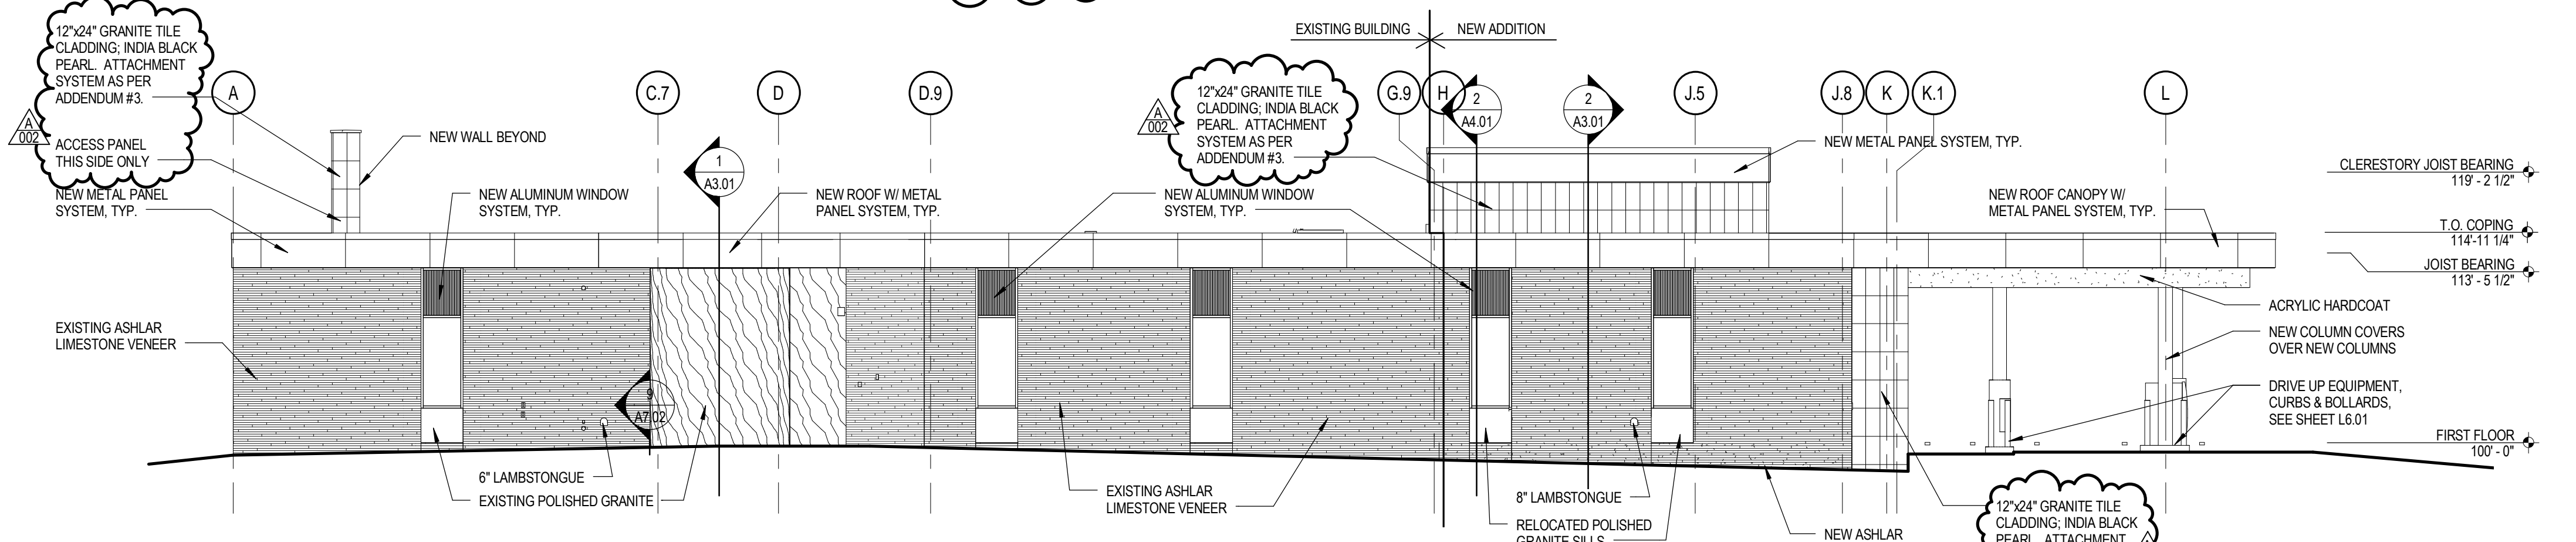 12"x24" GRANITE TILE
CLADDING; INDIA BLACK
PEARL. ATTACHMENT
SYSTEM AS PER
ADDENDUM #3.
A
002
ACCESS PANEL
THIS SIDE ONLY
NEW METAL PANEL
SYSTEM, TYP.
EXISTING ASHLAR
LIMESTONE VENEER
A
NEW WALL BEYOND
NEW ALUMINUM WINDOW
SYSTEM, TYP.
C.7
D
D.9
1
A3.01
NEW ROOF W/ METAL
PANEL SYSTEM, TYP.
9
A7.02
6" LAMBSTONGUE
EXISTING POLISHED GRANITE
EXISTING BUILDING
NEW ADDITION
A
002
12"x24" GRANITE TILE
CLADDING; INDIA BLACK
PEARL. ATTACHMENT
SYSTEM AS PER
ADDENDUM #3.
NEW ALUMINUM WINDOW
SYSTEM, TYP.
G.9
H
2
A4.01
2
A3.01
J.5
J.8
K
K.1
L
NEW METAL PANEL SYSTEM, TYP.
NEW ROOF CANOPY W/
METAL PANEL SYSTEM, TYP.
CLERESTORY JOIST BEARING
119' - 2 1/2"
T.O. COPING
114'-11 1/4"
JOIST BEARING
113' - 5 1/2"
ACRYLIC HARDCOAT
NEW COLUMN COVERS
OVER NEW COLUMNS
DRIVE UP EQUIPMENT,
CURBS & BOLLARDS,
SEE SHEET L6.01
FIRST FLOOR
100' - 0"
EXISTING ASHLAR
LIMESTONE VENEER
8" LAMBSTONGUE
RELOCATED POLISHED
GRANITE SILLS
NEW ASHLAR
12"x24" GRANITE TILE
CLADDING; INDIA BLACK
PEARL. ATTACHMENT